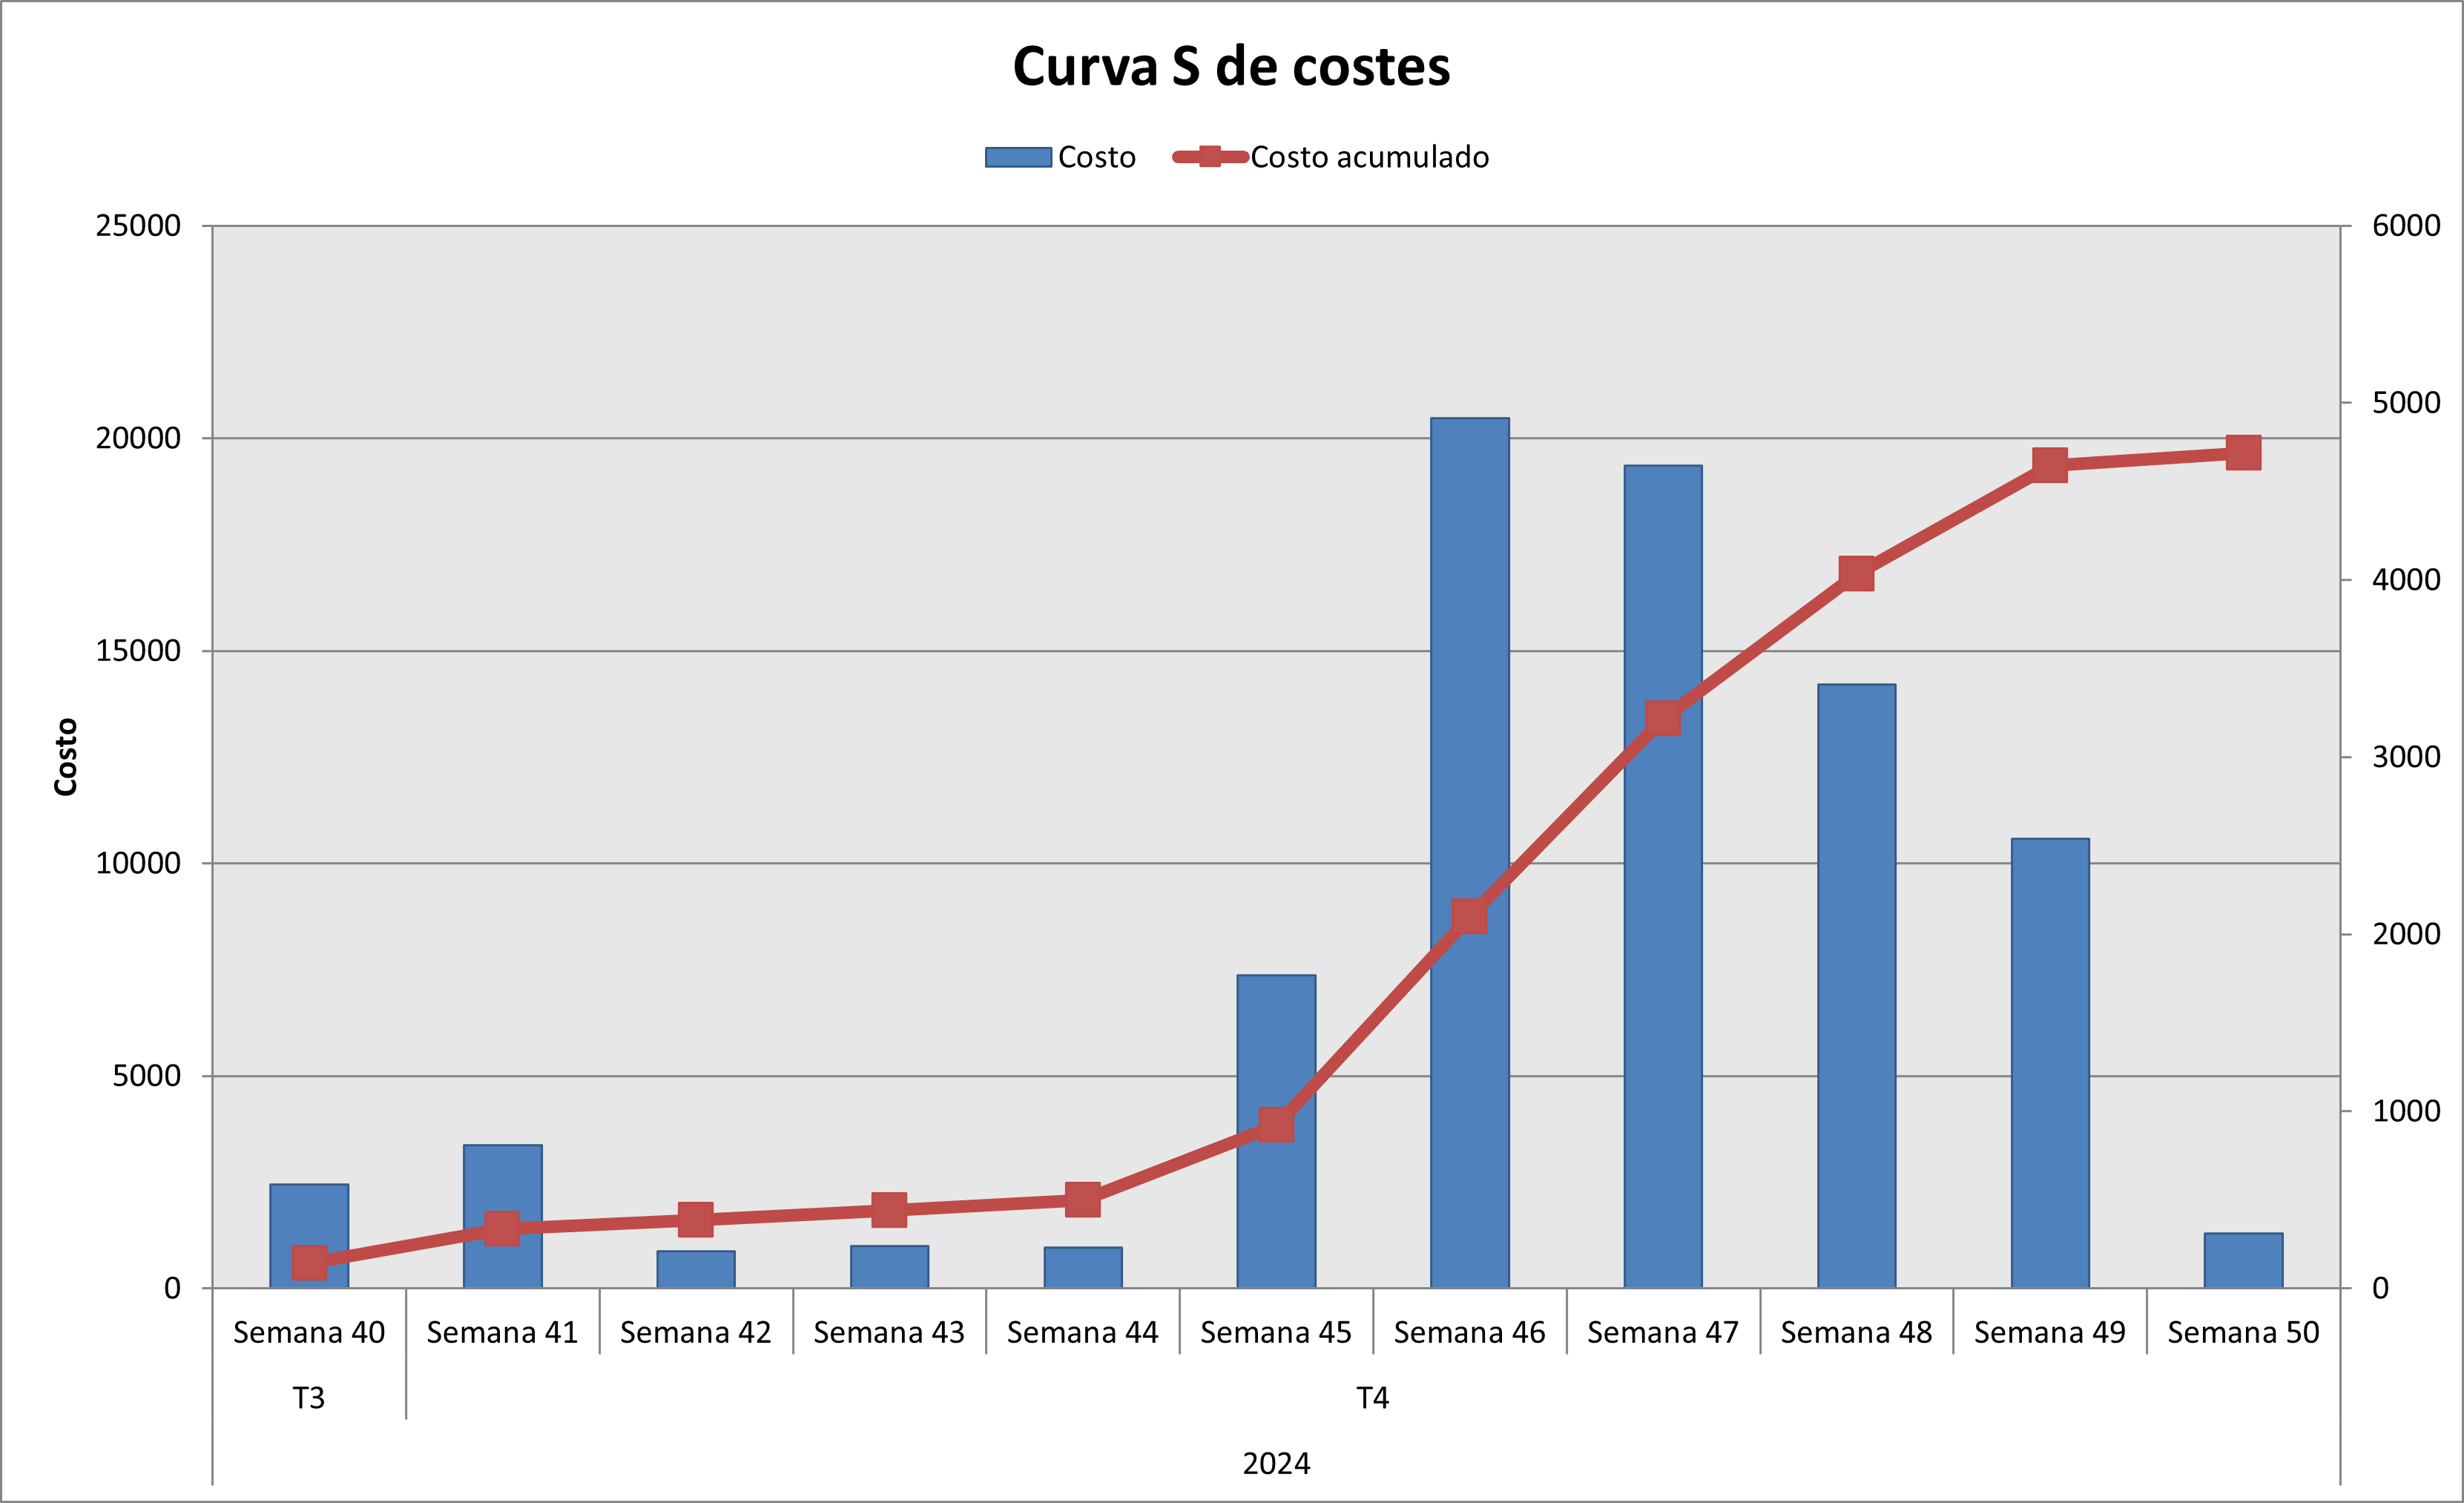 Curva S de costes
Costo Costo acumulado
25000 6000
20000 5000
15000 4000
10000 3000
5000 2000
0 1000
0
Costo
Semana 40 Semana 41 Semana 42 Semana 43 Semana 44 Semana 45 Semana 46 Semana 47 Semana 48 Semana 49 Semana 50
T3 T4
2024